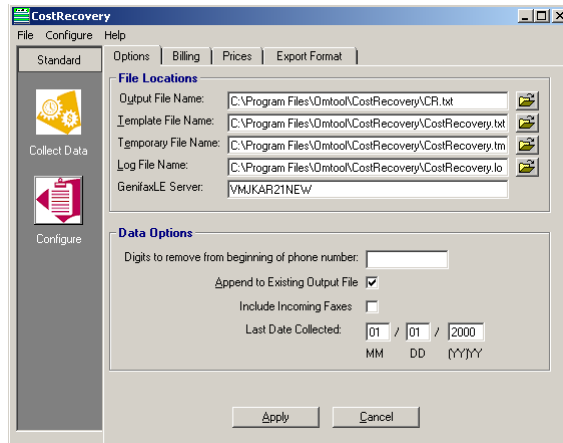 CostRecovery
File Configure Help
Standard
Collect Data
Configure
Options Billing Prices Export Format
File Locations
Output File Name: C:\Program Files\Omtool\CostRecovery\CR.txt
Template File Name: C:\Program Files\Omtool\CostRecovery\CostRecovery.txt
Temporary File Name: C:\Program Files\Omtool\CostRecovery\CostRecovery.tm
Log File Name: C:\Program Files\Omtool\CostRecovery\CostRecovery.lo
GenifaxLE Server: VMJKAR21NEW
Data Options
Digits to remove from beginning of phone number:
Append to Existing Output File
Include Incoming Faxes
Last Date Collected: 01 / 01 / 2000
MM DD (YY)YY
Apply Cancel